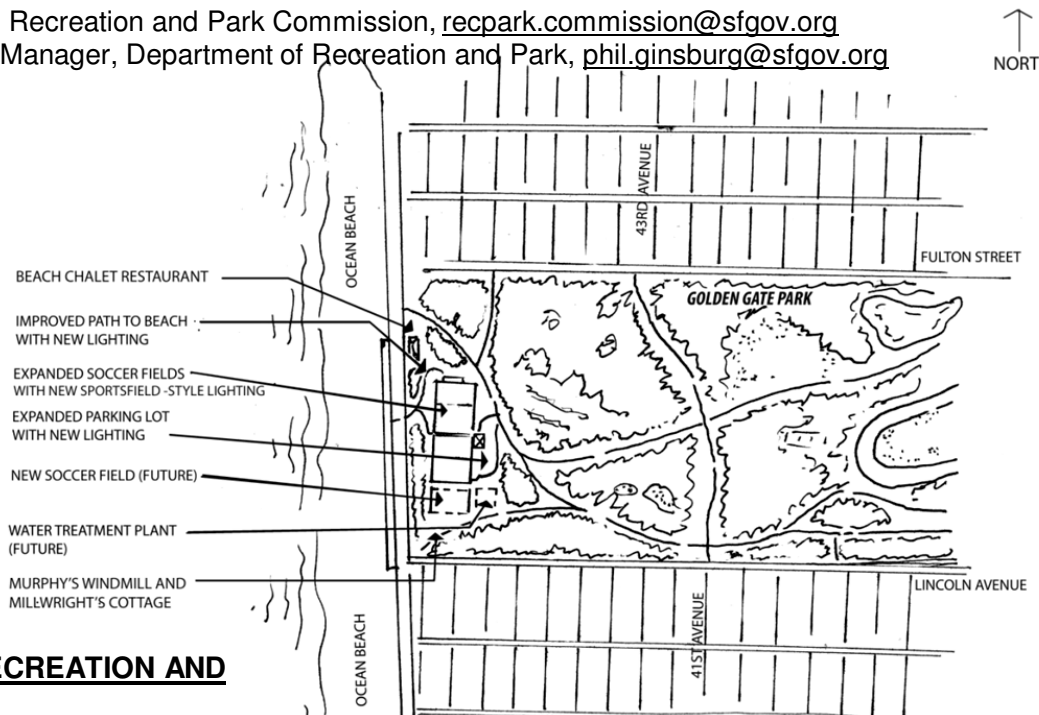 Recreation and Park Commission, recpark.commission@sfgov.org
Manager, Department of Recreation and Park, phil.ginsburg@sfgov.org
NORT
43RD AVENUE
OCEAN BEACH
FULTON STREET
BEACH CHALET RESTAURANT
GOLDEN GATE PARK
IMPROVED PATH TO BEACH
WITH NEW LIGHTING
EXPANDED SOCCER FIELDS
WITH NEW SPORTSFIELD -STYLE LIGHTING
EXPANDED PARKING LOT
WITH NEW LIGHTING
NEW SOCCER FIELD (FUTURE)
WATER TREATMENT PLANT
(FUTURE)
MURPHY'S WINDMILL AND
MILLWRIGHT'S COTTAGE
LINCOLN AVENUE
41ST AVENUE
OCEAN BEACH
ECREATION AND